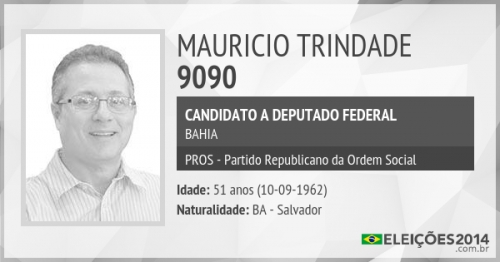 MAURICIO TRINDADE
9090
CANDIDATO A DEPUTADO FEDERAL
BAHIA
PROS - Partido Republicano da Ordem Social
Idade: 51 anos (10-09-1962)
Naturalidade: BA - Salvador
ELEIÇÕES2014
.com.br